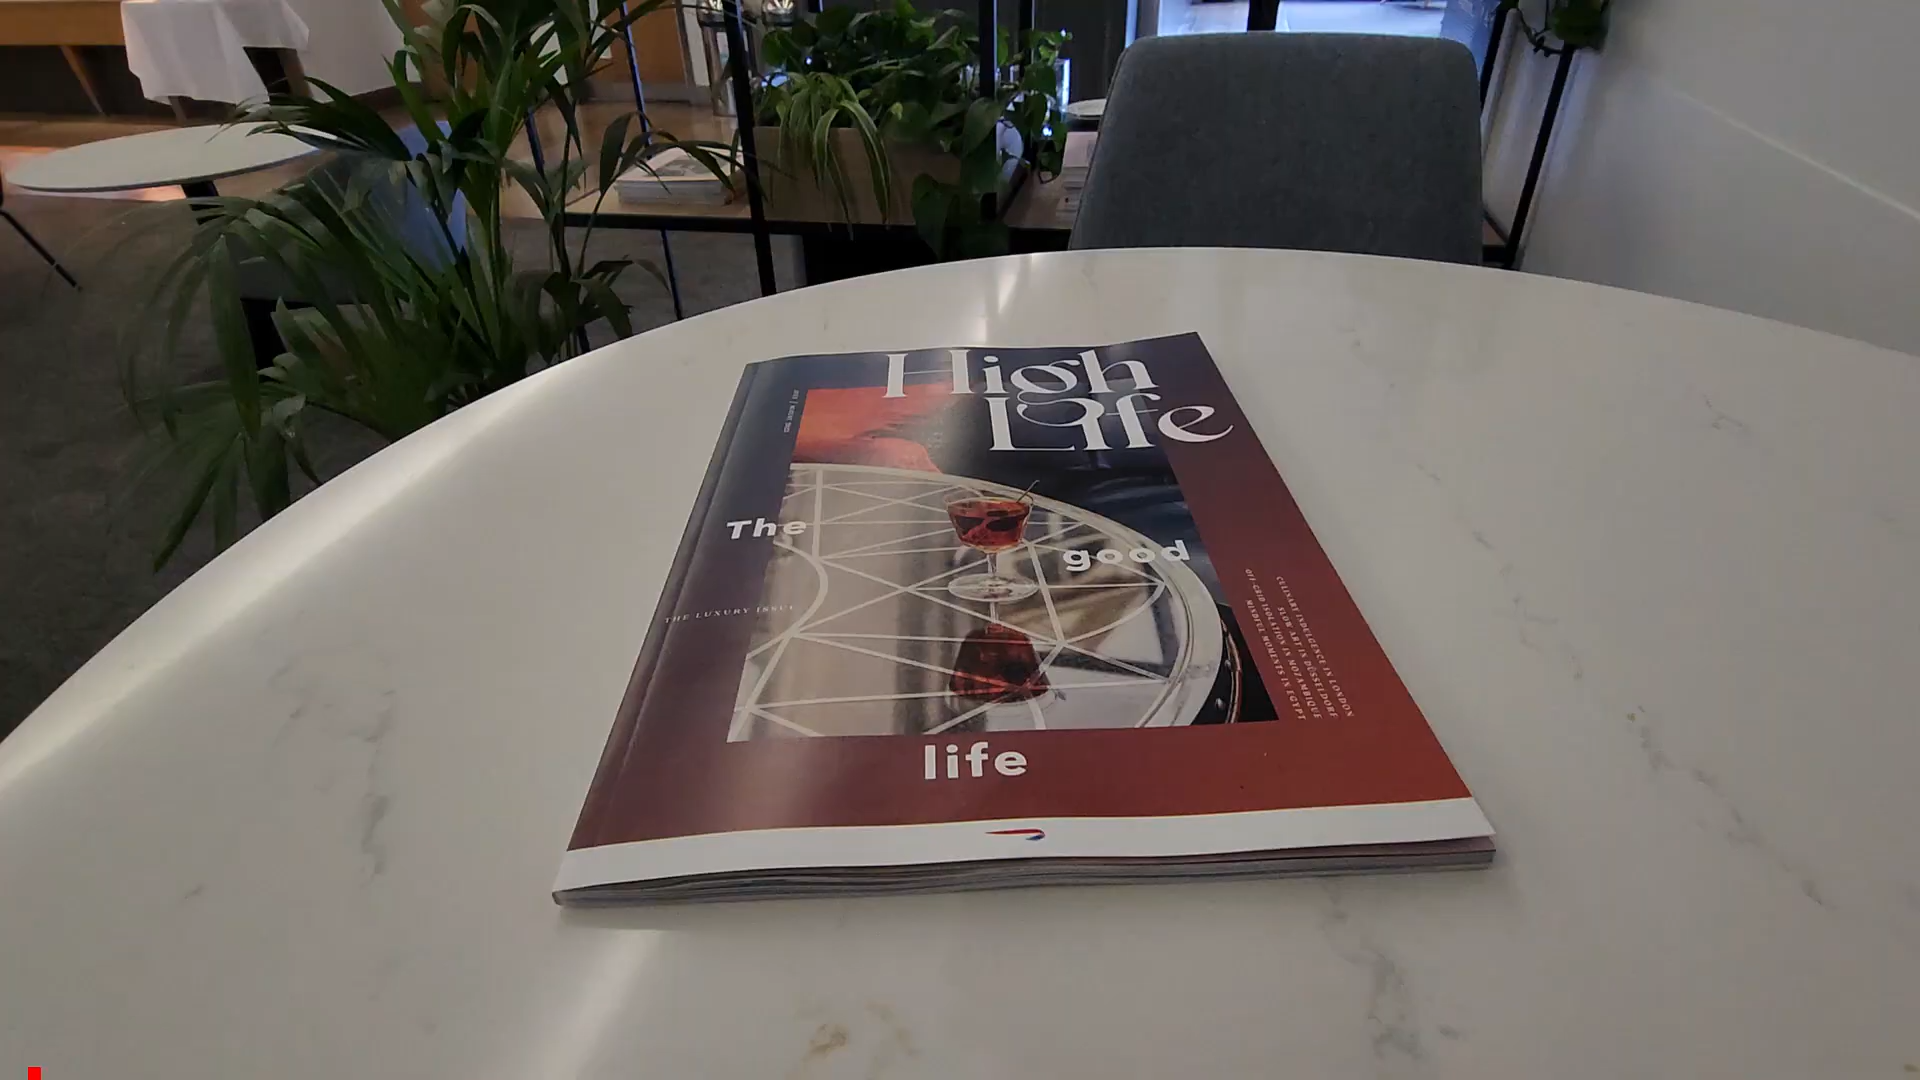 High
Life
The
good
THE LUXURY ISSUE
CULINARY INDULGENCE IN LONDON
SLOW ART IN DÜSSELDORF
OFF-GRID ISOLATION IN MOZAMBIQUE
MINDFUL MOMENTS IN EGYPT
life